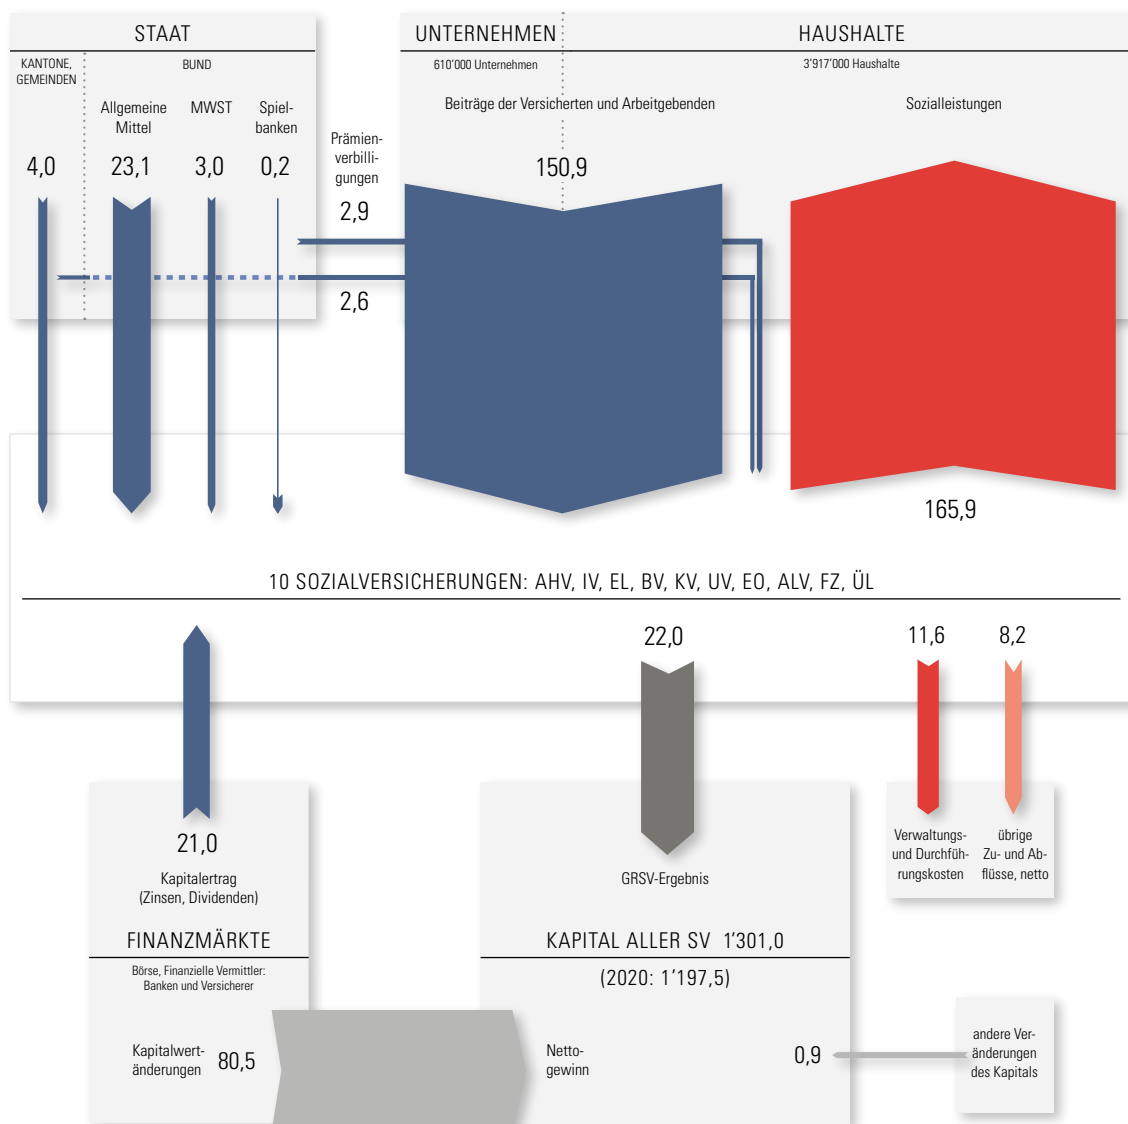 STAAT
KANTONE,
GEMEINDEN
BUND
Allgemeine
Mittel
MWST
Spiel-
banken
4,0
23,1
3,0
0,2
Prämien-
verbilli-
gungen
2,9
2,6
UNTERNEHMEN
HAUSHALTE
610'000 Unternehmen
3'917'000 Haushalte
Beiträge der Versicherten und Arbeitgebenden
Sozialleistungen
150,9
165,9
10 SOZIALVERSICHERUNGEN: AHV, IV, EL, BV, KV, UV, EO, ALV, FZ, ÜL
22,0
11,6
8,2
21,0
Kapitalertrag
(Zinsen, Dividenden)
GRSV-Ergebnis
Verwaltungs-
und Durchfüh-
rungskosten
übrige
Zu- und Ab-
flüsse, netto
FINANZMÄRKTE
Börse, Finanzielle Vermittler:
Banken und Versicherer
KAPITAL ALLER SV 1'301,0
(2020: 1'197,5)
Kapitalwert-
änderungen
80,5
Netto-
gewinn
0,9
andere Ver-
änderungen
des Kapitals